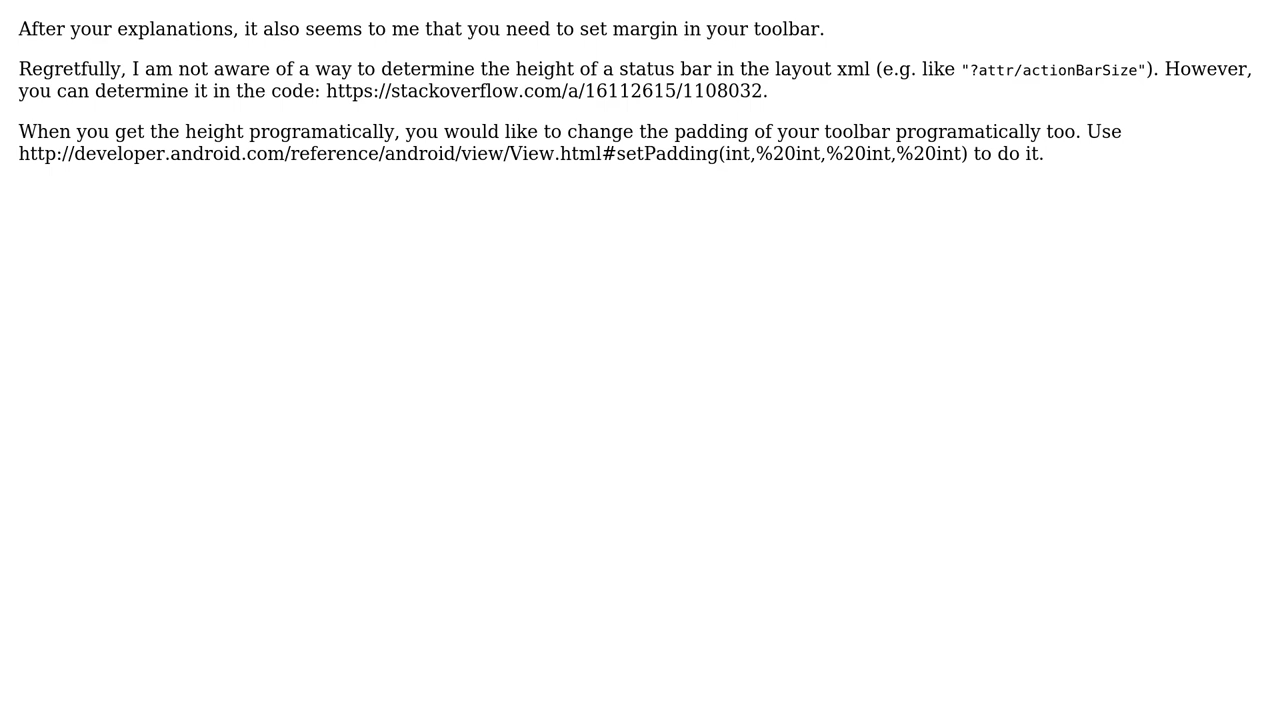 After your explanations, it also seems to me that you need to set margin in your toolbar.
Regretfully, I am not aware of a way to determine the height of a status bar in the layout xml (e.g. like "?attr/actionBarSize"). However,
you can determine it in the code: https://stackoverflow.com/a/16112615/1108032.
When you get the height programatically, you would like to change the padding of your toolbar programatically too. Use
http://developer.android.com/reference/android/view/View.html#setPadding(int,%20int,%20int,%20int) to do it.